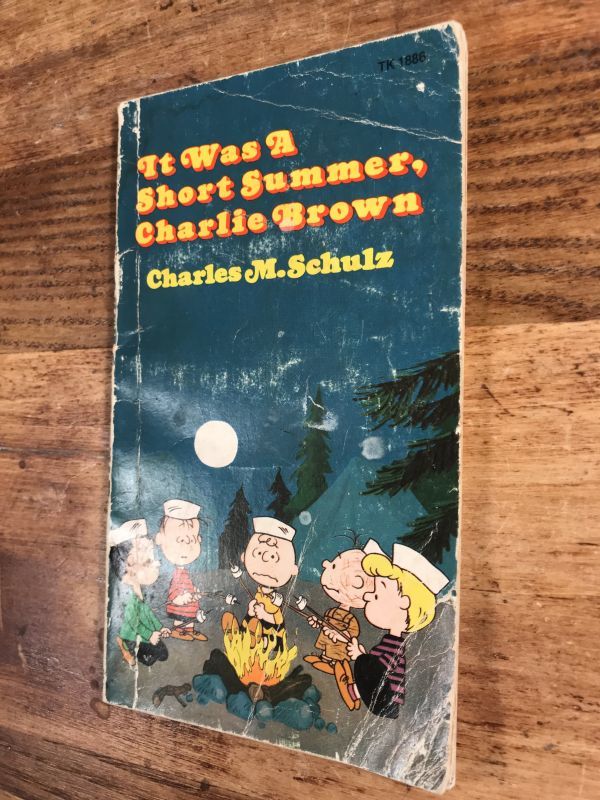 TK 1886
It Was A
Short Summer,
Charlie Brown
Charles M. Schulz